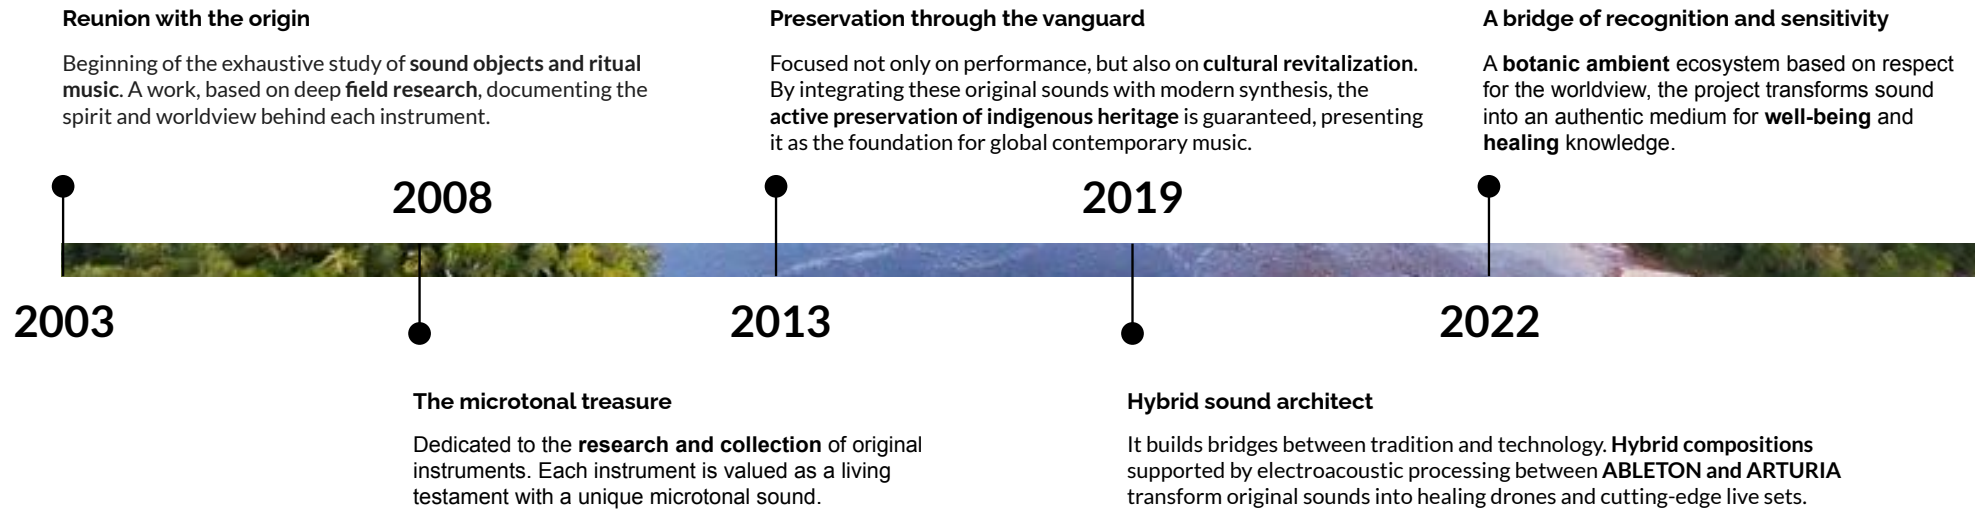 Reunion with the origin
Beginning of the exhaustive study of sound objects and ritual
music. A work, based on deep field research, documenting the
spirit and worldview behind each instrument.
2003
2008
The microtonal treasure
Dedicated to the research and collection of original
instruments. Each instrument is valued as a living
testament with a unique microtonal sound.
Preservation through the vanguard
Focused not only on performance, but also on cultural revitalization.
By integrating these original sounds with modern synthesis, the
active preservation of indigenous heritage is guaranteed, presenting
it as the foundation for global contemporary music.
2013
2019
Hybrid sound architect
It builds bridges between tradition and technology. Hybrid compositions
supported by electroacoustic processing between ABLETON and ARTURIA
transform original sounds into healing drones and cutting-edge live sets.
A bridge of recognition and sensitivity
A botanic ambient ecosystem based on respect
for the worldview, the project transforms sound
into an authentic medium for well-being and
healing knowledge.
2022